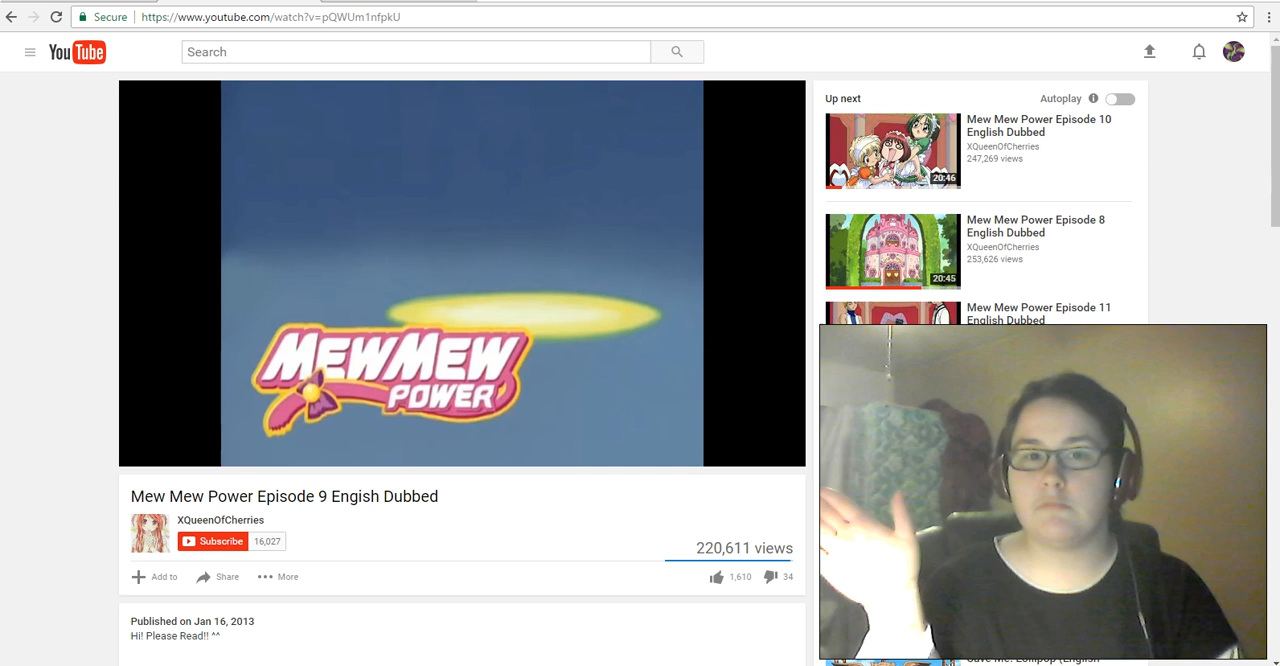 Secure https://www.youtube.com/watch?v=pQWUm1nfpkU
YouTube
Search
MEWMEW
POWER
Mew Mew Power Episode 9 Engish Dubbed
XQueenOfCherries
Subscribe 16,027
220,611 views
Add to Share More
1,610 34
Published on Jan 16, 2013
Hi! Please Read!! ^^
Up next Autoplay
20:46
Mew Mew Power Episode 10
English Dubbed
XQueenOfCherries
247,269 views
20:45
Mew Mew Power Episode 8
English Dubbed
XQueenOfCherries
253,626 views
Mew Mew Power Episode 11
English Dubbed
Save Me! Lollipop (English